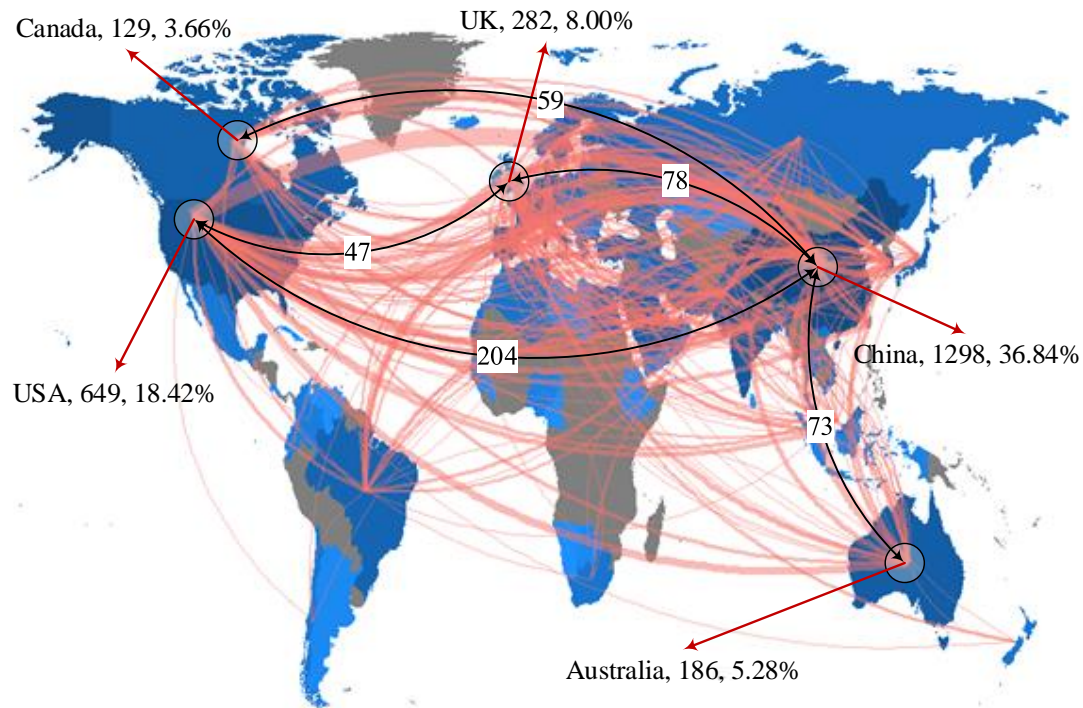 UK, 282, 8.00%
Canada, 129, 3.66%
59
78
47
204
China, 1298, 36.84%
USA, 649, 18.42%
73
Australia, 186, 5.28%